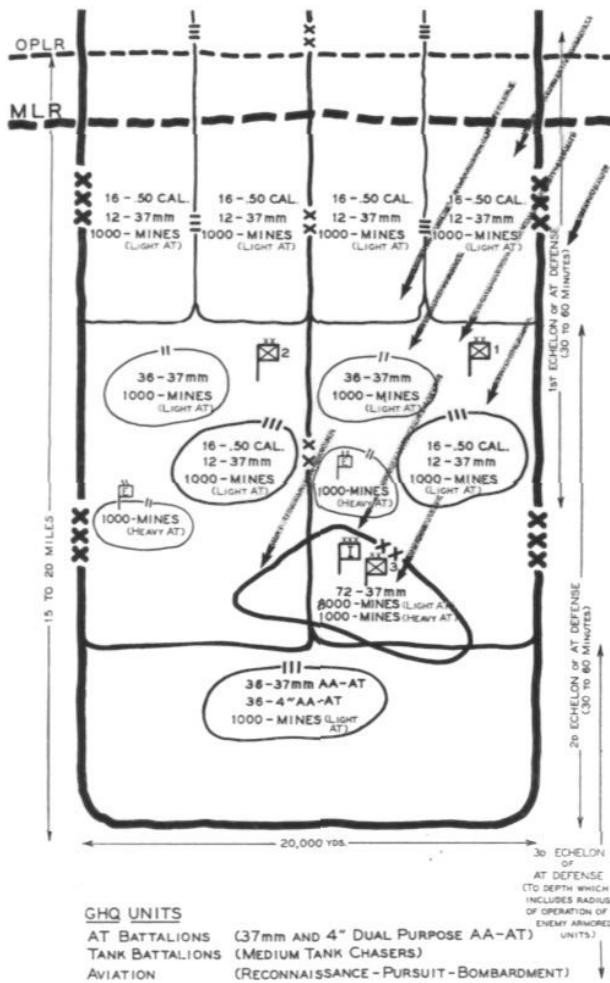 OPLR
MLR
16-.50 CAL.
12-37mm
1000-MINES
(LIGHT AT)
16-.50 CAL.
12-37mm
1000-MINES
(LIGHT AT)
16-.50 CAL.
12-37mm
1000-MINES
(LIGHT AT)
16-.50 CAL.
12-37mm
1000-MINES
(LIGHT AT)
1ST ECHELON OF AT DEFENSE
(30 TO 60 MINUTES)
2
1
36-37mm
1000-MINES
(LIGHT AT)
36-37mm
1000-MINES
(LIGHT AT)
16-.50 CAL.
12-37mm
1000-MINES
(LIGHT AT)
16-.50 CAL.
12-37mm
1000-MINES
(LIGHT AT)
E
1000-MINES
(HEAVY AT)
E
1000-MINES
(HEAVY AT)
I
3
72-37mm
8000-MINES (LIGHT AT)
1000-MINES (HEAVY AT)
15 TO 20 MILES
2D ECHELON OF AT DEFENSE
(30 TO 60 MINUTES)
36-37mm AA-AT
36-4" AA-AT
1000-MINES (LIGHT
AT)
20,000 YDS.
3D ECHELON
OF
AT DEFENSE
(TO DEPTH WHICH
INCLUDES RADIUS
OF OPERATION OF
ENEMY ARMORED
UNITS)
GHQ UNITS
AT BATTALIONS (37mm AND 4" DUAL PURPOSE AA-AT)
TANK BATTALIONS (MEDIUM TANK CHASERS)
AVIATION (RECONNAISSANCE-PURSUIT-BOMBARDMENT)